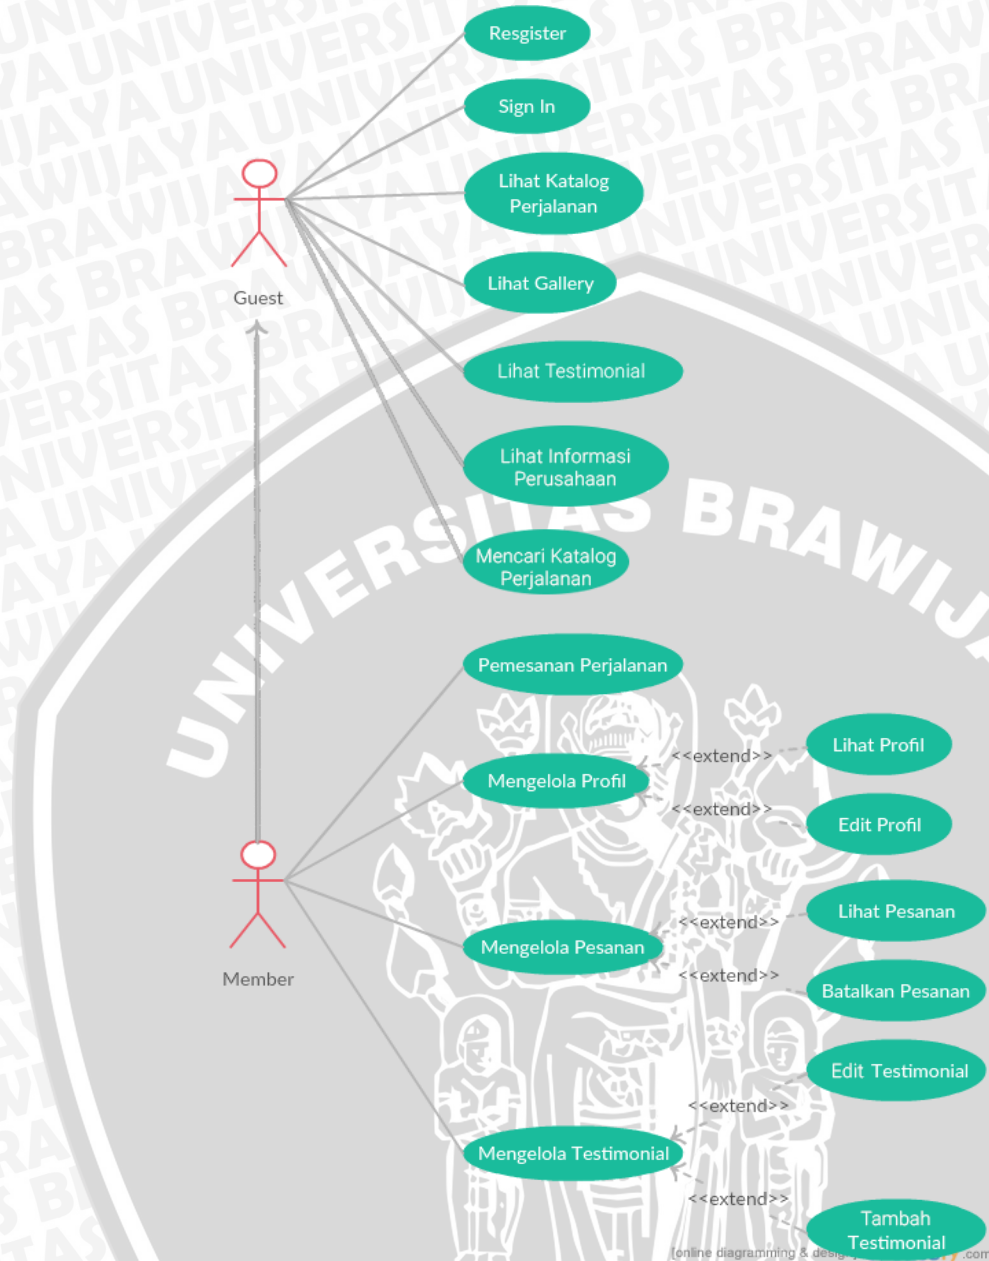 Resgister
Sign In
Lihat Katalog
Perjalanan
Guest
Lihat Gallery
Lihat Testimonial
Lihat Informasi
Perusahaan
UNIVERSITAS BRAWIJA
Mencari Katalog
Perjalanan
Pemesanan Perjalanan
Mengelola Profil
<<extend>>
Lihat Profil
<<extend>>
Edit Profil
Member
Mengelola Pesanan
<<extend>>
Lihat Pesanan
<<extend>>
Batalkan Pesanan
Edit Testimonial
<<extend>>
Mengelola Testimonial
<<extend>>
Tambah
Testimonial
[online diagramming & desig
.com